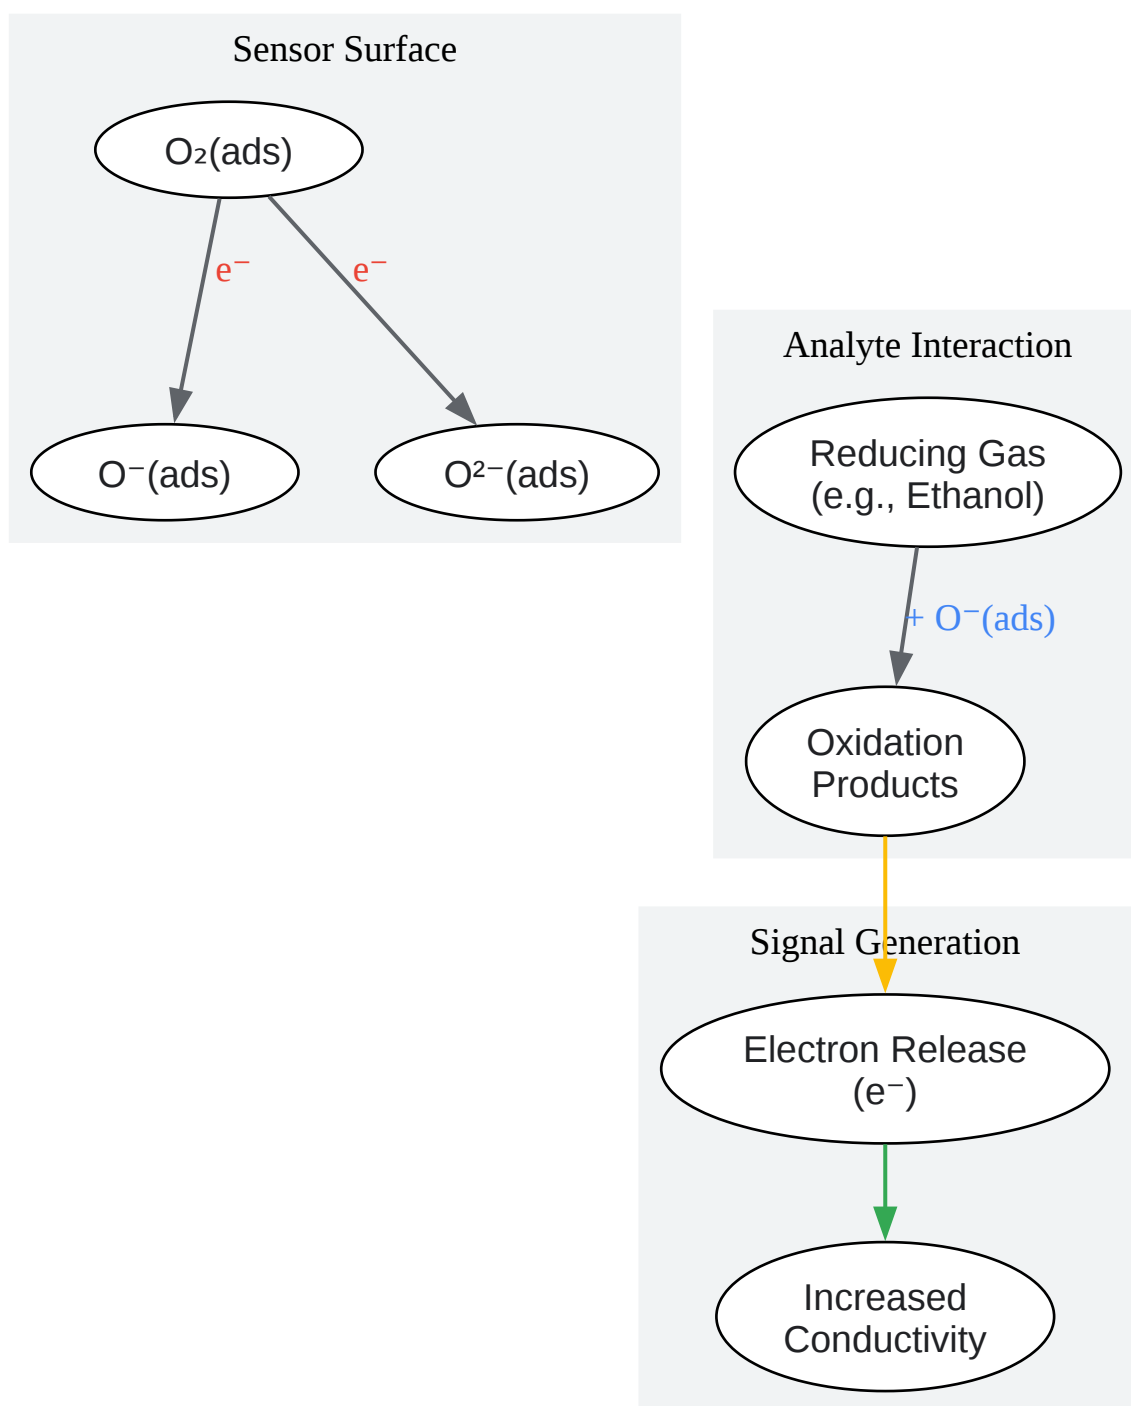 Sensor Surface
O₂(ads)
e⁻
e⁻
O⁻(ads)
O²⁻(ads)
Analyte Interaction
Reducing Gas
(e.g., Ethanol)
+ O⁻(ads)
Oxidation
Products
Signal Generation
Electron Release
(e⁻)
Increased
Conductivity